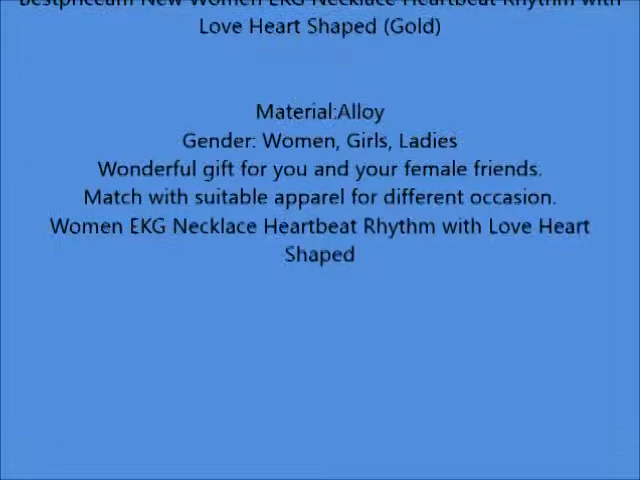 Bestpriceam New Women EKG Necklace Heartbeat Rhythm with
Love Heart Shaped (Gold)
Material:Alloy
Gender: Women, Girls, Ladies
Wonderful gift for you and your female friends.
Match with suitable apparel for different occasion.
Women EKG Necklace Heartbeat Rhythm with Love Heart
Shaped